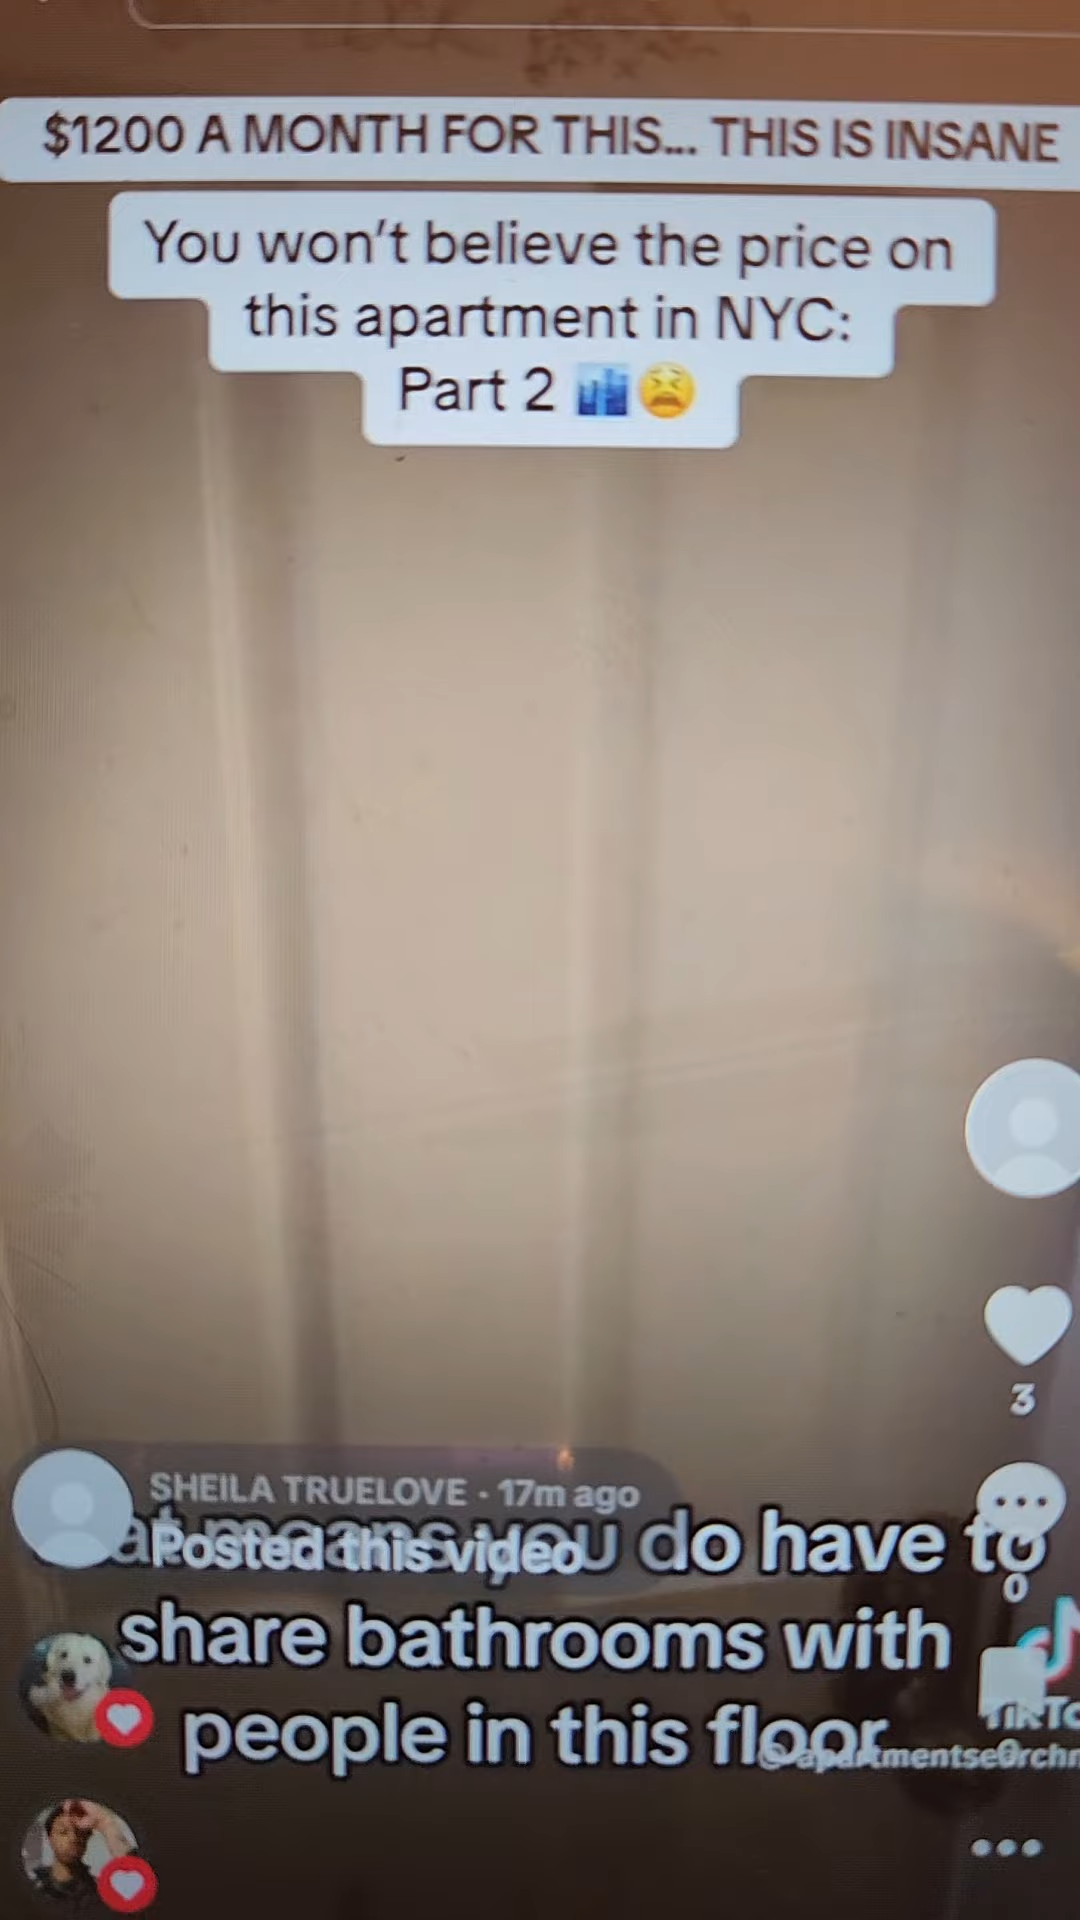 $1200 A MONTH FOR THIS... THIS IS INSANE
You won't believe the price on
this apartment in NYC:
Part 2
SHEILA TRUELOVE · 17m ago
Posted this video
means you do have to
share bathrooms with
people in this floor
3
0